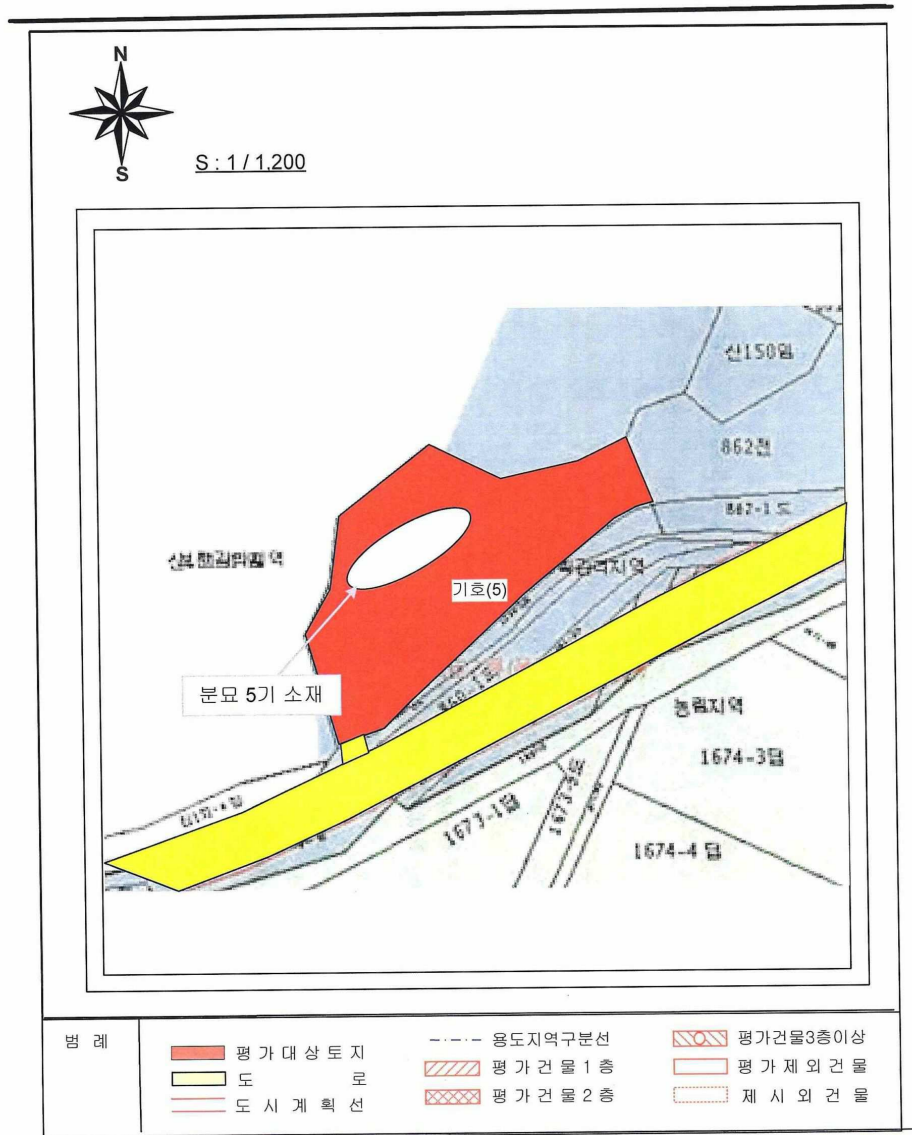 N
S
S : 1 / 1,200
산150임
862전
862-1도
기호(5)
분묘 5기 소재
농림지역
1674-3답
1673-1답
1673-3도
1674-4 답
범 례
평 가 대 상 토 지
도 로
도 시 계 획 선
용도지역구분선
평 가 건 물 1 층
평 가 건 물 2 층
평가건물3층이상
평 가 제 외 건 물
제 시 외 건 물